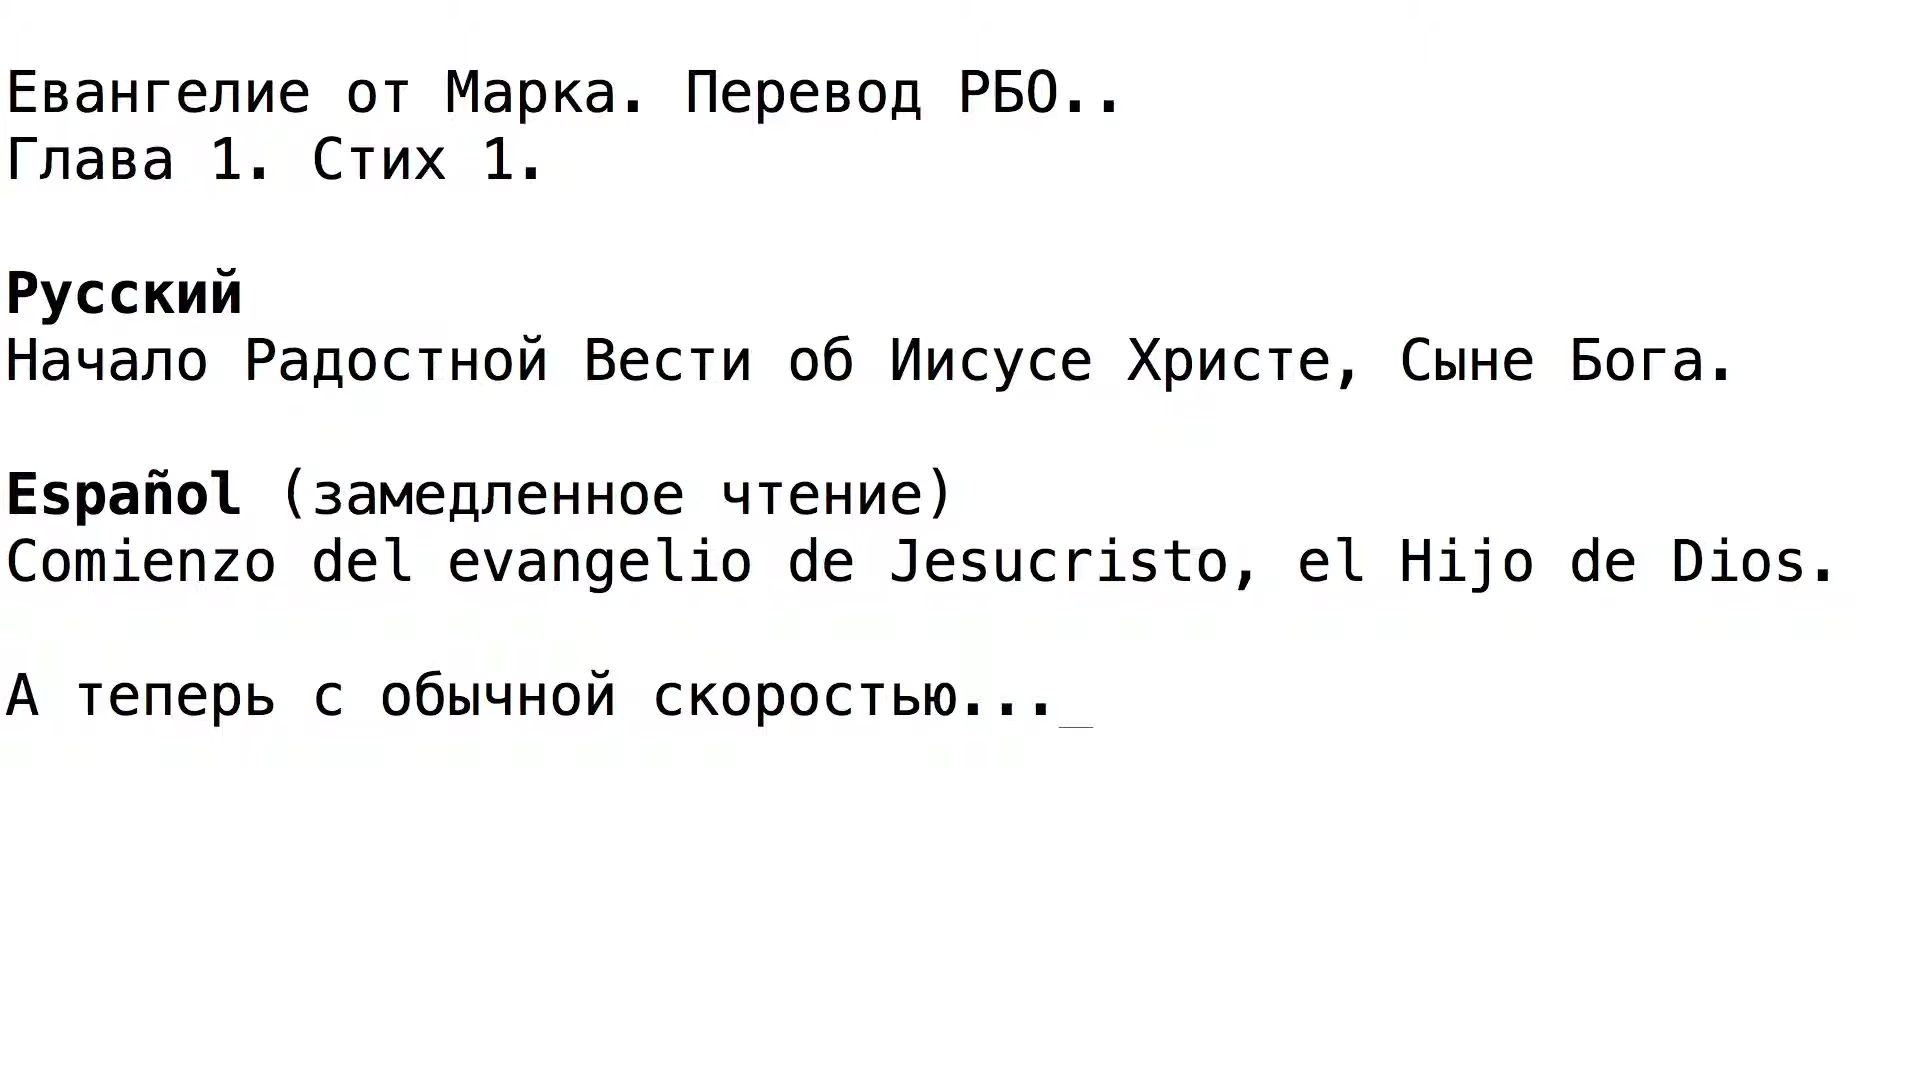 Евангелие от Марка. Перевод РБО..
Глава 1. Стих 1.
Русский
Начало Радостной Вести об Иисусе Христе, Сыне Бога.
Español (замедленное чтение)
Comienzo del evangelio de Jesucristo, el Hijo de Dios.
А теперь с обычной скоростью..._